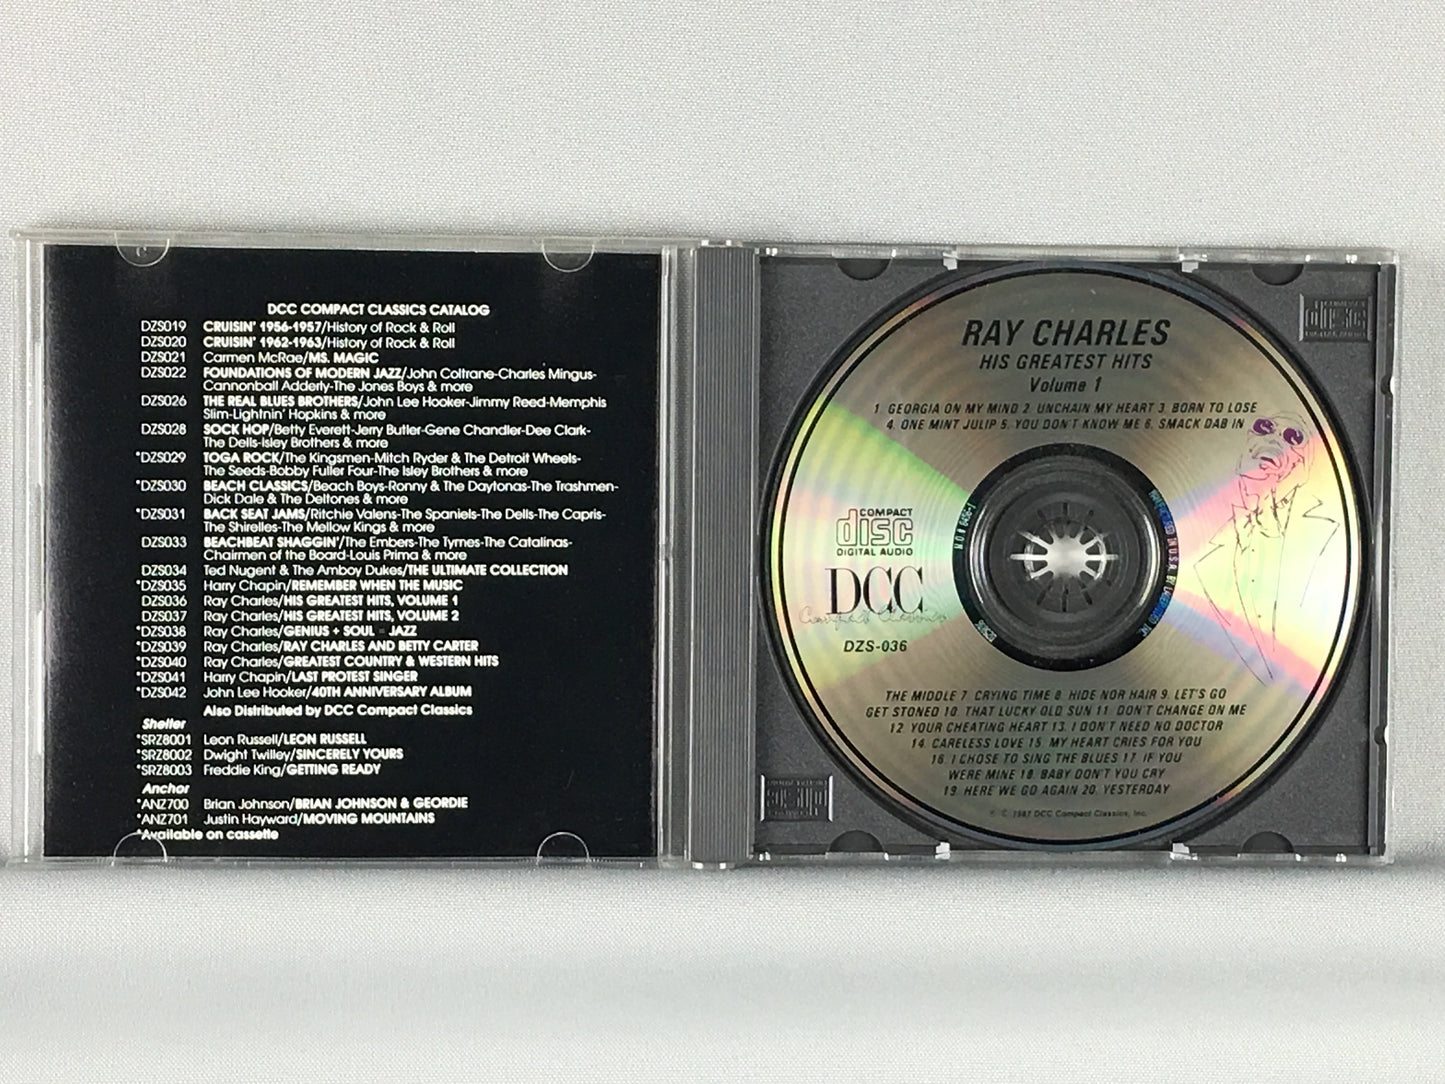 DCC COMPACT CLASSICS CATALOG
DZS019 CRUISIN' 1956-1957/History of Rock & Roll
DZS020 CRUISIN' 1962-1963/History of Rock & Roll
DZS021 Carmen McRae/MS. MAGIC
DZS022 FOUNDATIONS OF MODERN JAZZ/John Coltrane-Charles Mingus-
Cannonball Adderly-The Jones Boys & more
DZS026 THE REAL BLUES BROTHERS/John Lee Hooker-Jimmy Reed-Memphis
Slim-Lightnin' Hopkins & more
DZS028 SOCK HOP/Betty Everett-Jerry Butler-Gene Chandler-Dee Clark-
The Dells-Isley Brothers & more
*DZS029 TOGA ROCK/The Kingsmen-Mitch Ryder & The Detroit Wheels-
The Seeds-Bobby Fuller Four-The Isley Brothers & more
*DZS030 BEACH CLASSICS/Beach Boys-Ronny & The Daytonas-The Trashmen-
Dick Dale & The Deltones & more
*DZS031 BACK SEAT JAMS/Ritchie Valens-The Spaniels-The Dells-The Capris-
The Shirelles-The Mellow Kings & more
DZS033 BEACHBEAT SHAGGIN'/The Embers-The Tymes-The Catalinas-
Chairmen of the Board-Louis Prima & more
DZS034 Ted Nugent & The Amboy Dukes/THE ULTIMATE COLLECTION
*DZS035 Harry Chapin/REMEMBER WHEN THE MUSIC
DZS036 Ray Charles/HIS GREATEST HITS, VOLUME 1
DZS037 Ray Charles/HIS GREATEST HITS, VOLUME 2
*DZS038 Ray Charles/GENIUS + SOUL = JAZZ
*DZS039 Ray Charles/RAY CHARLES AND BETTY CARTER
*DZS040 Ray Charles/GREATEST COUNTRY & WESTERN HITS
*DZS041 Harry Chapin/LAST PROTEST SINGER
*DZS042 John Lee Hooker/40TH ANNIVERSARY ALBUM
Also Distributed by DCC Compact Classics
Shelter
*SRZ8001 Leon Russell/LEON RUSSELL
*SRZ8002 Dwight Twilley/SINCERELY YOURS
*SRZ8003 Freddie King/GETTING READY
Anchor
*ANZ700 Brian Johnson/BRIAN JOHNSON & GEORDIE
*ANZ701 Justin Hayward/MOVING MOUNTAINS
*Available on cassette
RAY CHARLES
HIS GREATEST HITS
Volume 1
1. GEORGIA ON MY MIND 2. UNCHAIN MY HEART 3. BORN TO LOSE
4. ONE MINT JULIP 5. YOU DON'T KNOW ME 6. SMACK DAB IN
COMPACT
disc
DIGITAL AUDIO
DCC
Compact Classics
DZS-036
THE MIDDLE 7. CRYING TIME 8. HIDE NOR HAIR 9. LET'S GO
GET STONED 10. THAT LUCKY OLD SUN 11. DON'T CHANGE ON ME
12. YOUR CHEATING HEART 13. I DON'T NEED NO DOCTOR
14. CARELESS LOVE 15. MY HEART CRIES FOR YOU
16. I CHOSE TO SING THE BLUES 17. IF YOU
WERE MINE 18. BABY DON'T YOU CRY
19. HERE WE GO AGAIN 20. YESTERDAY
℗ © 1987 DCC Compact Classics, Inc.
COMPACT
disc
DIGITAL AUDIO
COMPACT
disc
DIGITAL AUDIO